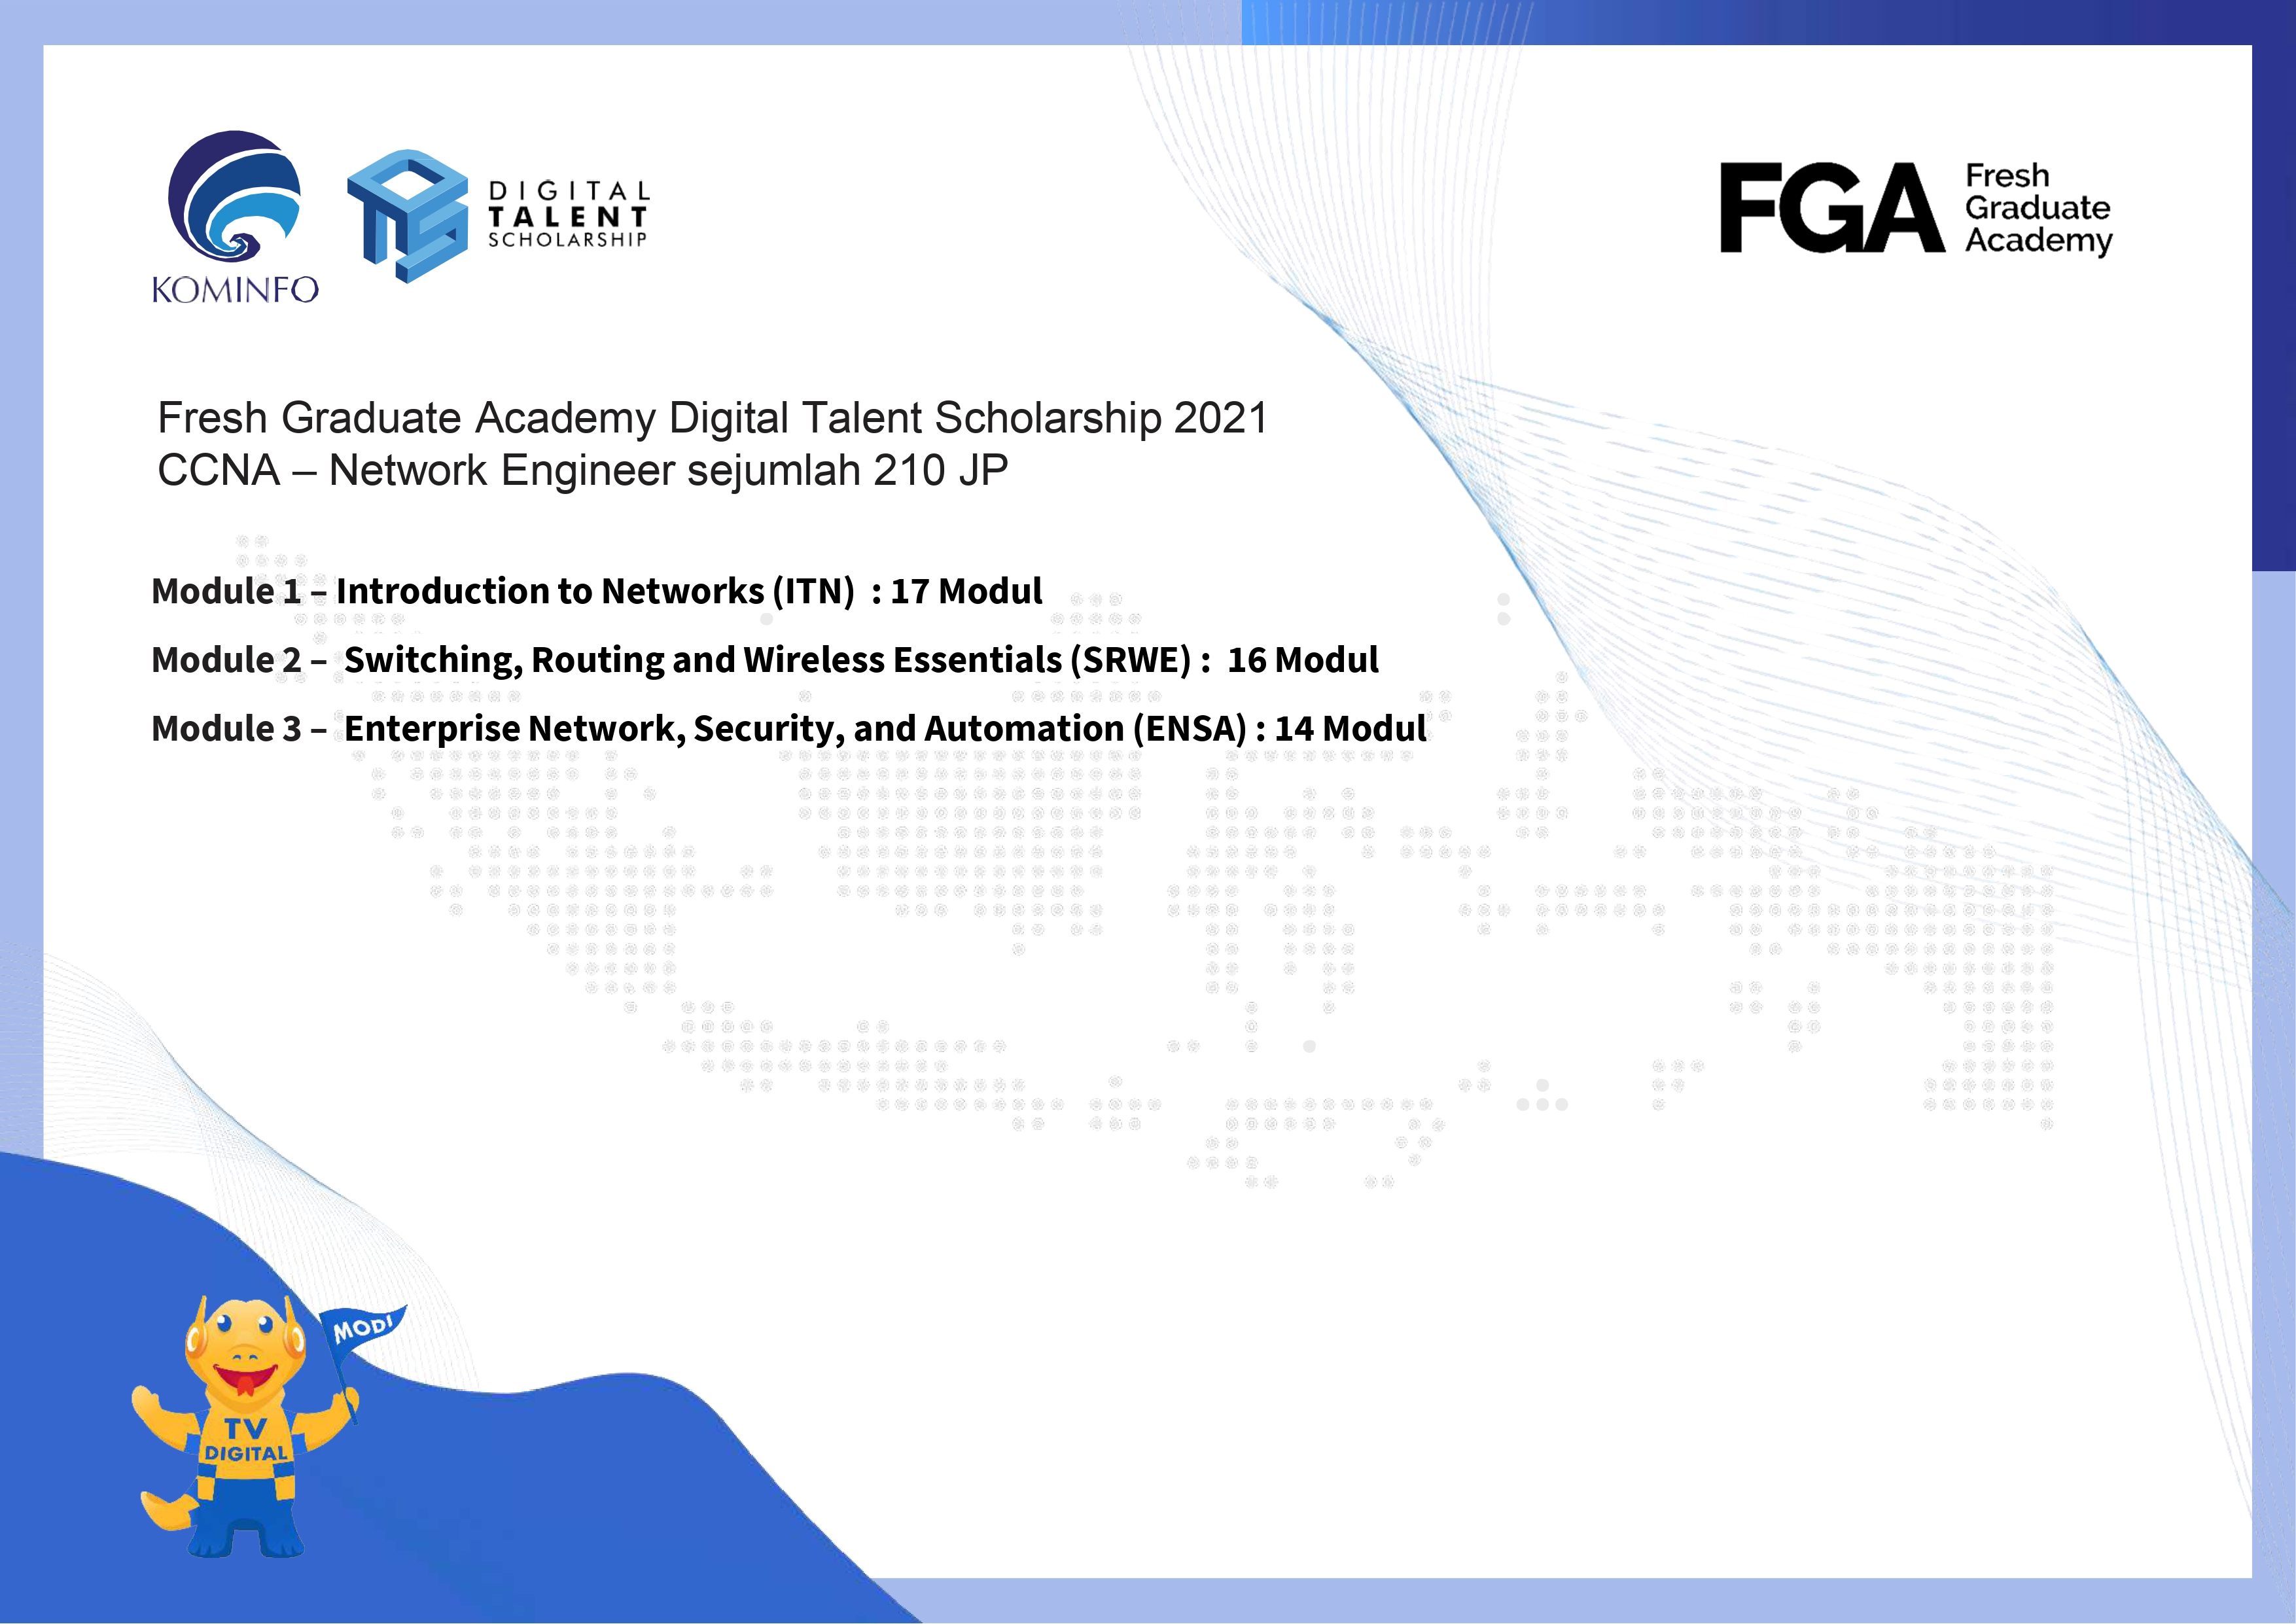 KOMINFO
DIGITAL
TALENT
SCHOLARSHIP
FGA
Fresh
Graduate
Academy
Fresh Graduate Academy Digital Talent Scholarship 2021
CCNA – Network Engineer sejumlah 210 JP
Module 1 – Introduction to Networks (ITN) : 17 Modul
Module 2 – Switching, Routing and Wireless Essentials (SRWE) : 16 Modul
Module 3 – Enterprise Network, Security, and Automation (ENSA) : 14 Modul
MODI
TV
DIGITAL